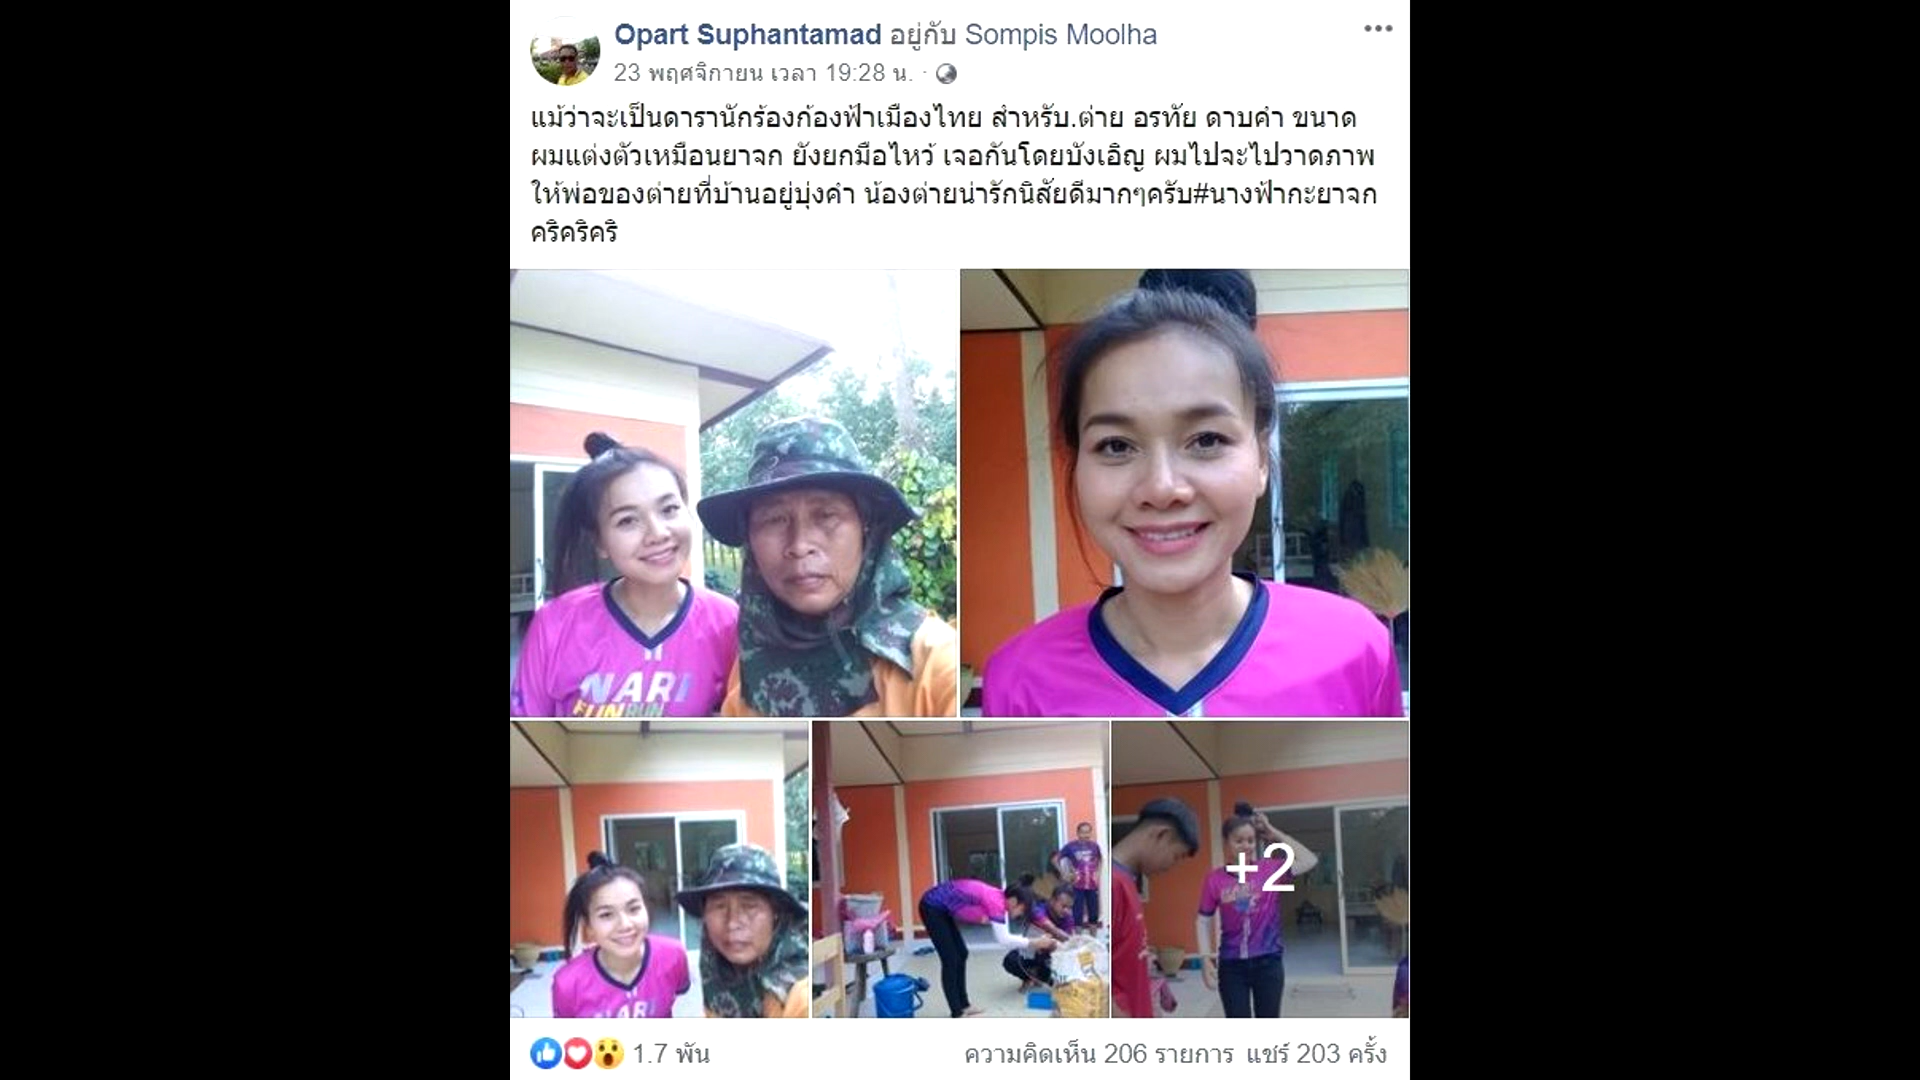 Opart Suphantamad อยู่กับ Sompis Moolha
23 พฤศจิกายน เวลา 19:28 น. ·
แม้ว่าจะเป็นดารานักร้องก้องฟ้าเมืองไทย สำหรับ.ต่าย อรทัย ดาบคำ ขนาด
ผมแต่งตัวเหมือนยาจก ยังยกมือไหว้ เจอกันโดยบังเอิญ ผมไปจะไปวาดภาพ
ให้พ่อของต่ายที่บ้านอยู่บุ่งคำ น้องต่ายน่ารักนิสัยดีมากๆครับ#นางฟ้ากะยาจก
คริคริคริ
NARI
FUNRUN
NARI
+2
1.7 พัน
ความคิดเห็น 206 รายการ แชร์ 203 ครั้ง